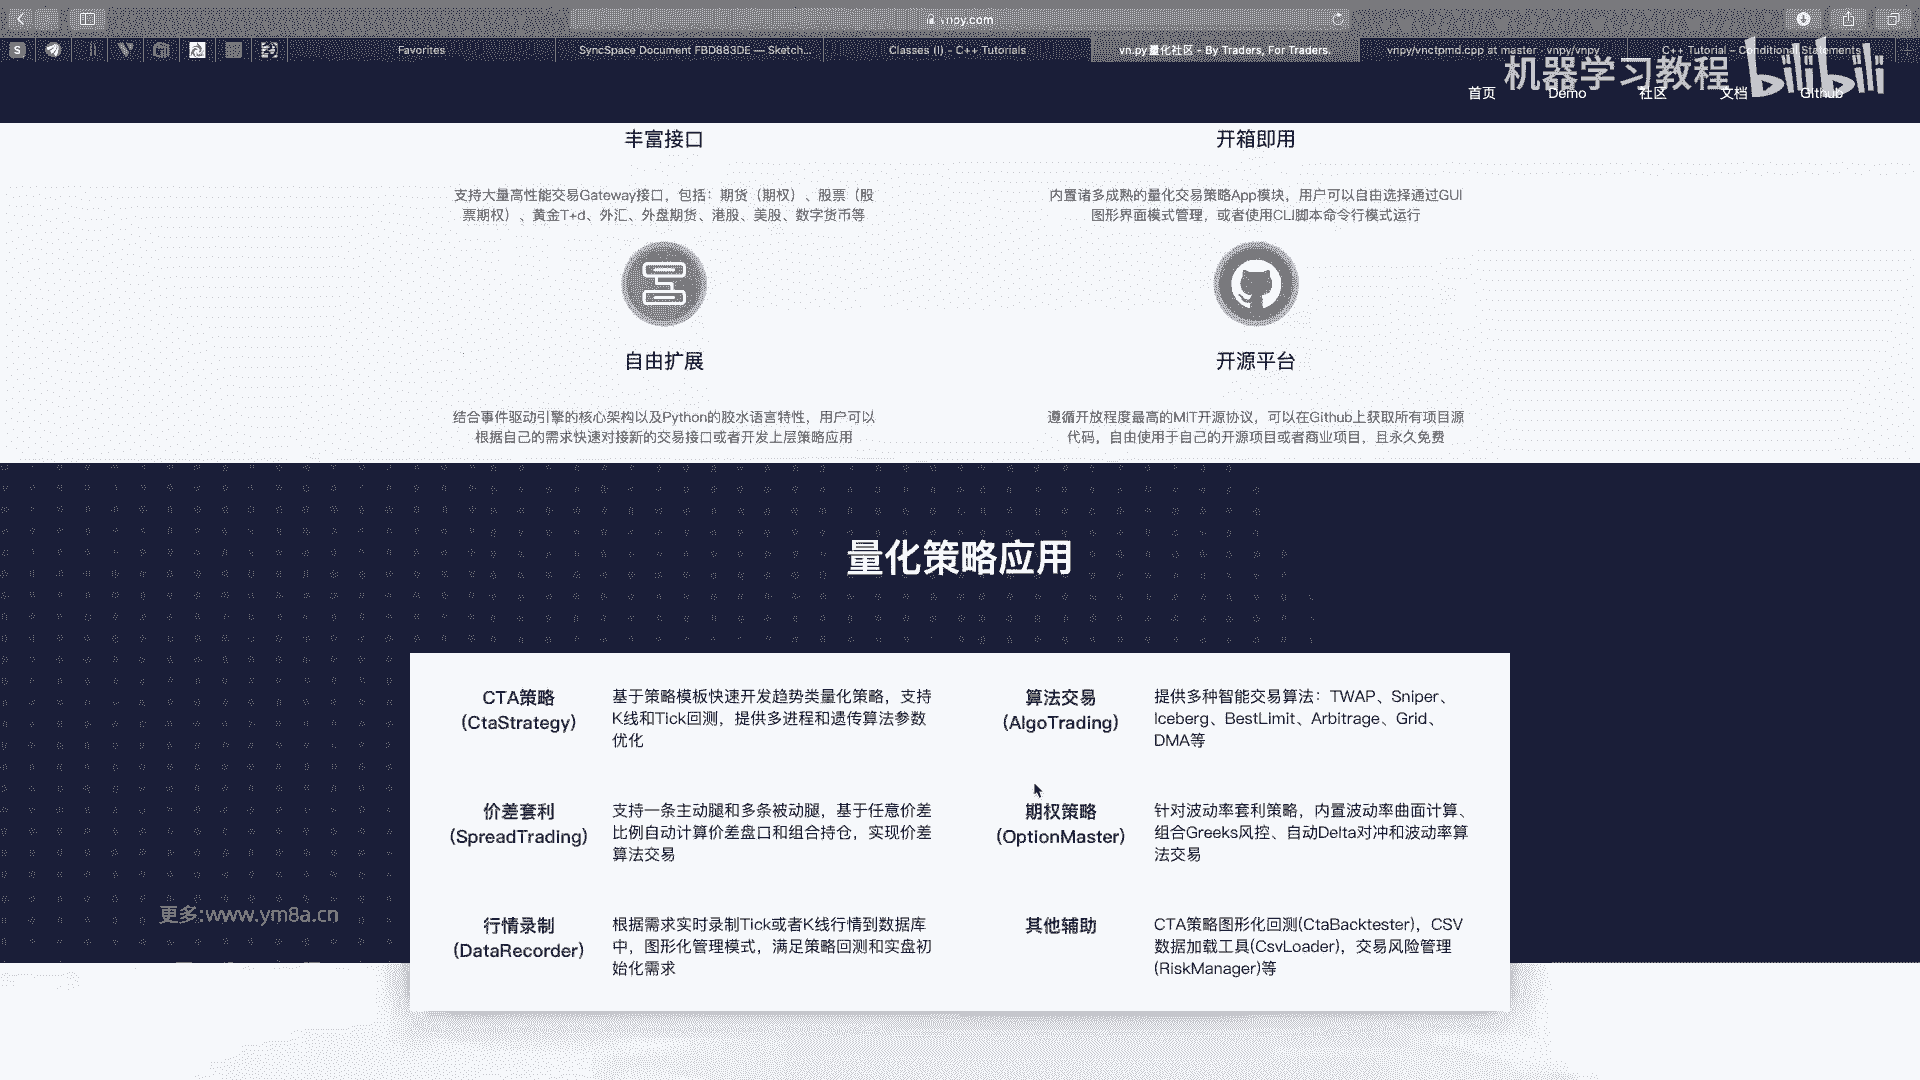 vnpy.com
Favorites
SyncSpace Document FBD883DE — Sketch...
Classes (I) - C++ Tutorials
vn.py量化社区 - By Traders, For Traders.
vnpy/vnctpmd.cpp at master · vnpy/vnpy
C++ Tutorial – Conditional Statements
机器学习教程 bilibili
首页 Demo 社区 文档 Github
丰富接口
支持大量高性能交易Gateway接口，包括：期货（期权）、股票（股
票期权）、黄金T+d、外汇、外盘期货、港股、美股、数字货币等
开箱即用
内置诸多成熟的量化交易策略App模块，用户可以自由选择通过GUI
图形界面模式管理，或者使用CLI脚本命令行模式运行
自由扩展
结合事件驱动引擎的核心架构以及Python的胶水语言特性，用户可以
根据自己的需求快速对接新的交易接口或者开发上层策略应用
开源平台
遵循开放程度最高的MIT开源协议，可以在Github上获取所有项目源
代码，自由使用于自己的开源项目或者商业项目，且永久免费
量化策略应用
CTA策略
(CtaStrategy)
基于策略模板快速开发趋势类量化策略，支持
K线和Tick回测，提供多进程和遗传算法参数
优化
算法交易
(AlgoTrading)
提供多种智能交易算法：TWAP、Sniper、
Iceberg、BestLimit、Arbitrage、Grid、
DMA等
价差套利
(SpreadTrading)
支持一条主动腿和多条被动腿，基于任意价差
比例自动计算价差盘口和组合持仓，实现价差
算法交易
期权策略
(OptionMaster)
针对波动率套利策略，内置波动率曲面计算、
组合Greeks风控、自动Delta对冲和波动率算
法交易
行情录制
(DataRecorder)
根据需求实时录制Tick或者K线行情到数据库
中，图形化管理模式，满足策略回测和实盘初
始化需求
其他辅助
CTA策略图形化回测(CtaBacktester)，CSV
数据加载工具(CsvLoader)，交易风险管理
(RiskManager)等
更多:www.ym8a.cn